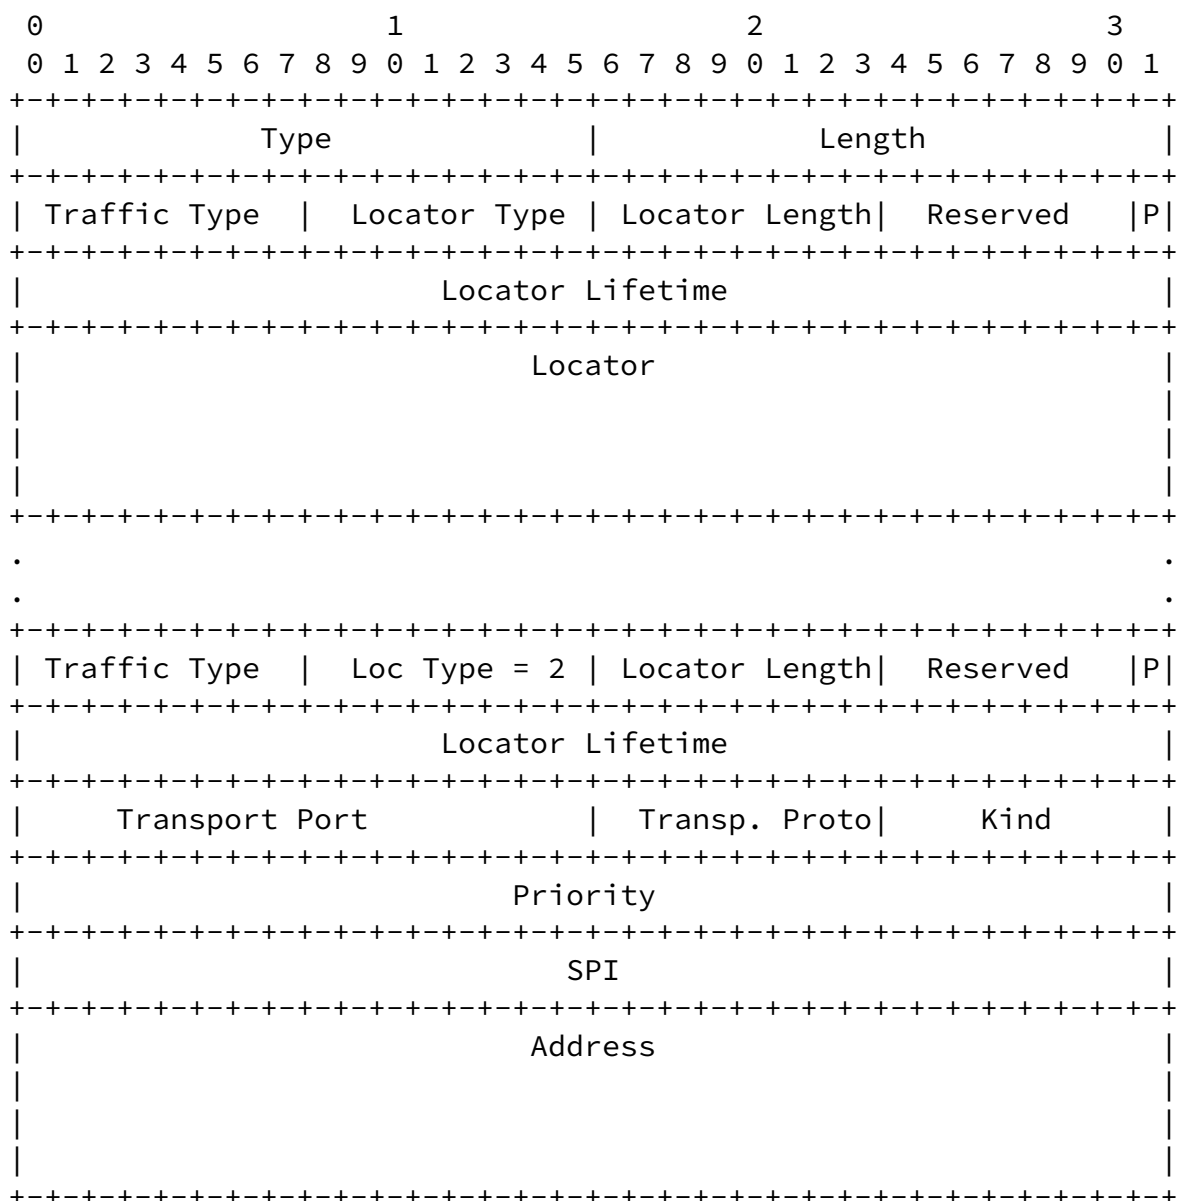 0                   1                   2                   3
 0 1 2 3 4 5 6 7 8 9 0 1 2 3 4 5 6 7 8 9 0 1 2 3 4 5 6 7 8 9 0 1
+-+-+-+-+-+-+-+-+-+-+-+-+-+-+-+-+-+-+-+-+-+-+-+-+-+-+-+-+-+-+-+-+
|             Type              |            Length             |
+-+-+-+-+-+-+-+-+-+-+-+-+-+-+-+-+-+-+-+-+-+-+-+-+-+-+-+-+-+-+-+-+
| Traffic Type  |  Locator Type | Locator Length|  Reserved   |P|
+-+-+-+-+-+-+-+-+-+-+-+-+-+-+-+-+-+-+-+-+-+-+-+-+-+-+-+-+-+-+-+-+
|                       Locator Lifetime                        |
+-+-+-+-+-+-+-+-+-+-+-+-+-+-+-+-+-+-+-+-+-+-+-+-+-+-+-+-+-+-+-+-+
|                            Locator                            |
|                                                               |
|                                                               |
|                                                               |
+-+-+-+-+-+-+-+-+-+-+-+-+-+-+-+-+-+-+-+-+-+-+-+-+-+-+-+-+-+-+-+-+
.                                                               .
.                                                               .
+-+-+-+-+-+-+-+-+-+-+-+-+-+-+-+-+-+-+-+-+-+-+-+-+-+-+-+-+-+-+-+-+
| Traffic Type  |  Loc Type = 2 | Locator Length|  Reserved   |P|
+-+-+-+-+-+-+-+-+-+-+-+-+-+-+-+-+-+-+-+-+-+-+-+-+-+-+-+-+-+-+-+-+
|                       Locator Lifetime                        |
+-+-+-+-+-+-+-+-+-+-+-+-+-+-+-+-+-+-+-+-+-+-+-+-+-+-+-+-+-+-+-+-+
|     Transport Port            |  Transp. Proto|     Kind      |
+-+-+-+-+-+-+-+-+-+-+-+-+-+-+-+-+-+-+-+-+-+-+-+-+-+-+-+-+-+-+-+-+
|                           Priority                            |
+-+-+-+-+-+-+-+-+-+-+-+-+-+-+-+-+-+-+-+-+-+-+-+-+-+-+-+-+-+-+-+-+
|                              SPI                              |
+-+-+-+-+-+-+-+-+-+-+-+-+-+-+-+-+-+-+-+-+-+-+-+-+-+-+-+-+-+-+-+-+
|                            Address                            |
|                                                               |
|                                                               |
|                                                               |
+-+-+-+-+-+-+-+-+-+-+-+-+-+-+-+-+-+-+-+-+-+-+-+-+-+-+-+-+-+-+-+-+